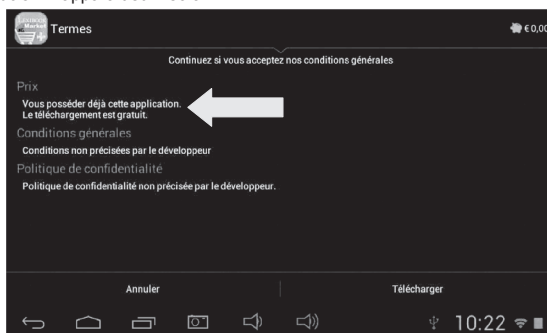 Termes
€ 0,00
Continuez si vous acceptez nos conditions générales
Prix
Vous posséder déjà cette application.
Le téléchargement est gratuit.
Conditions générales
Conditions non précisées par le développeur
Politique de confidentialité
Politique de confidentialité non précisée par le développeur.
Annuler
Télécharger
10:22